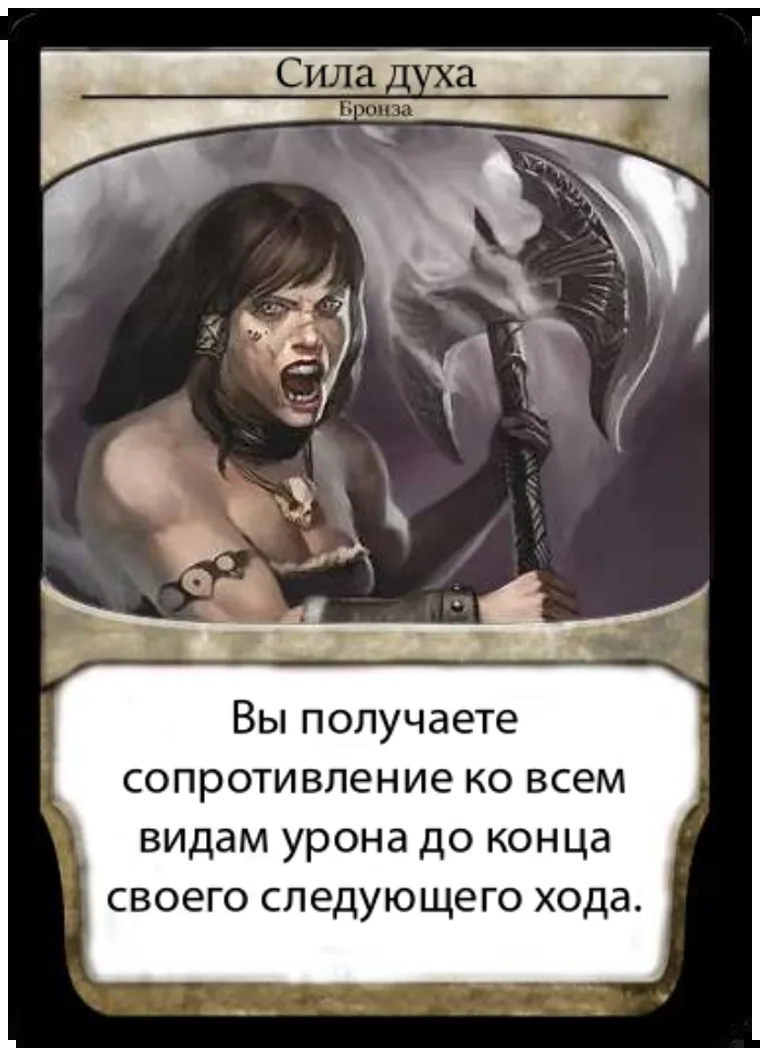 Сила духа
Бронза
Вы получаете
сопротивление ко всем
видам урона до конца
своего следующего хода.